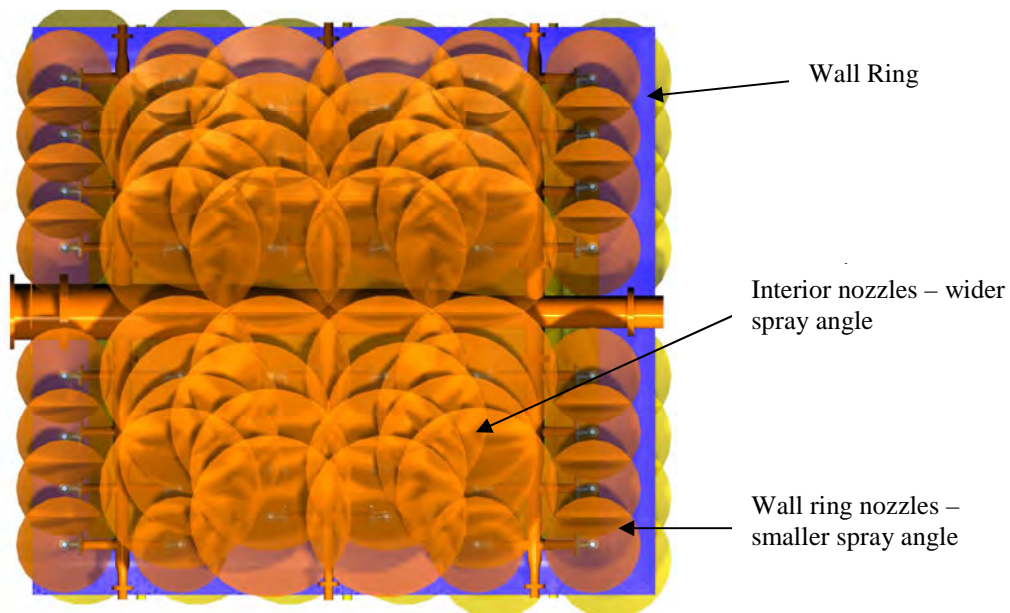 Wall Ring
Interior nozzles – wider
spray angle
Wall ring nozzles –
smaller spray angle